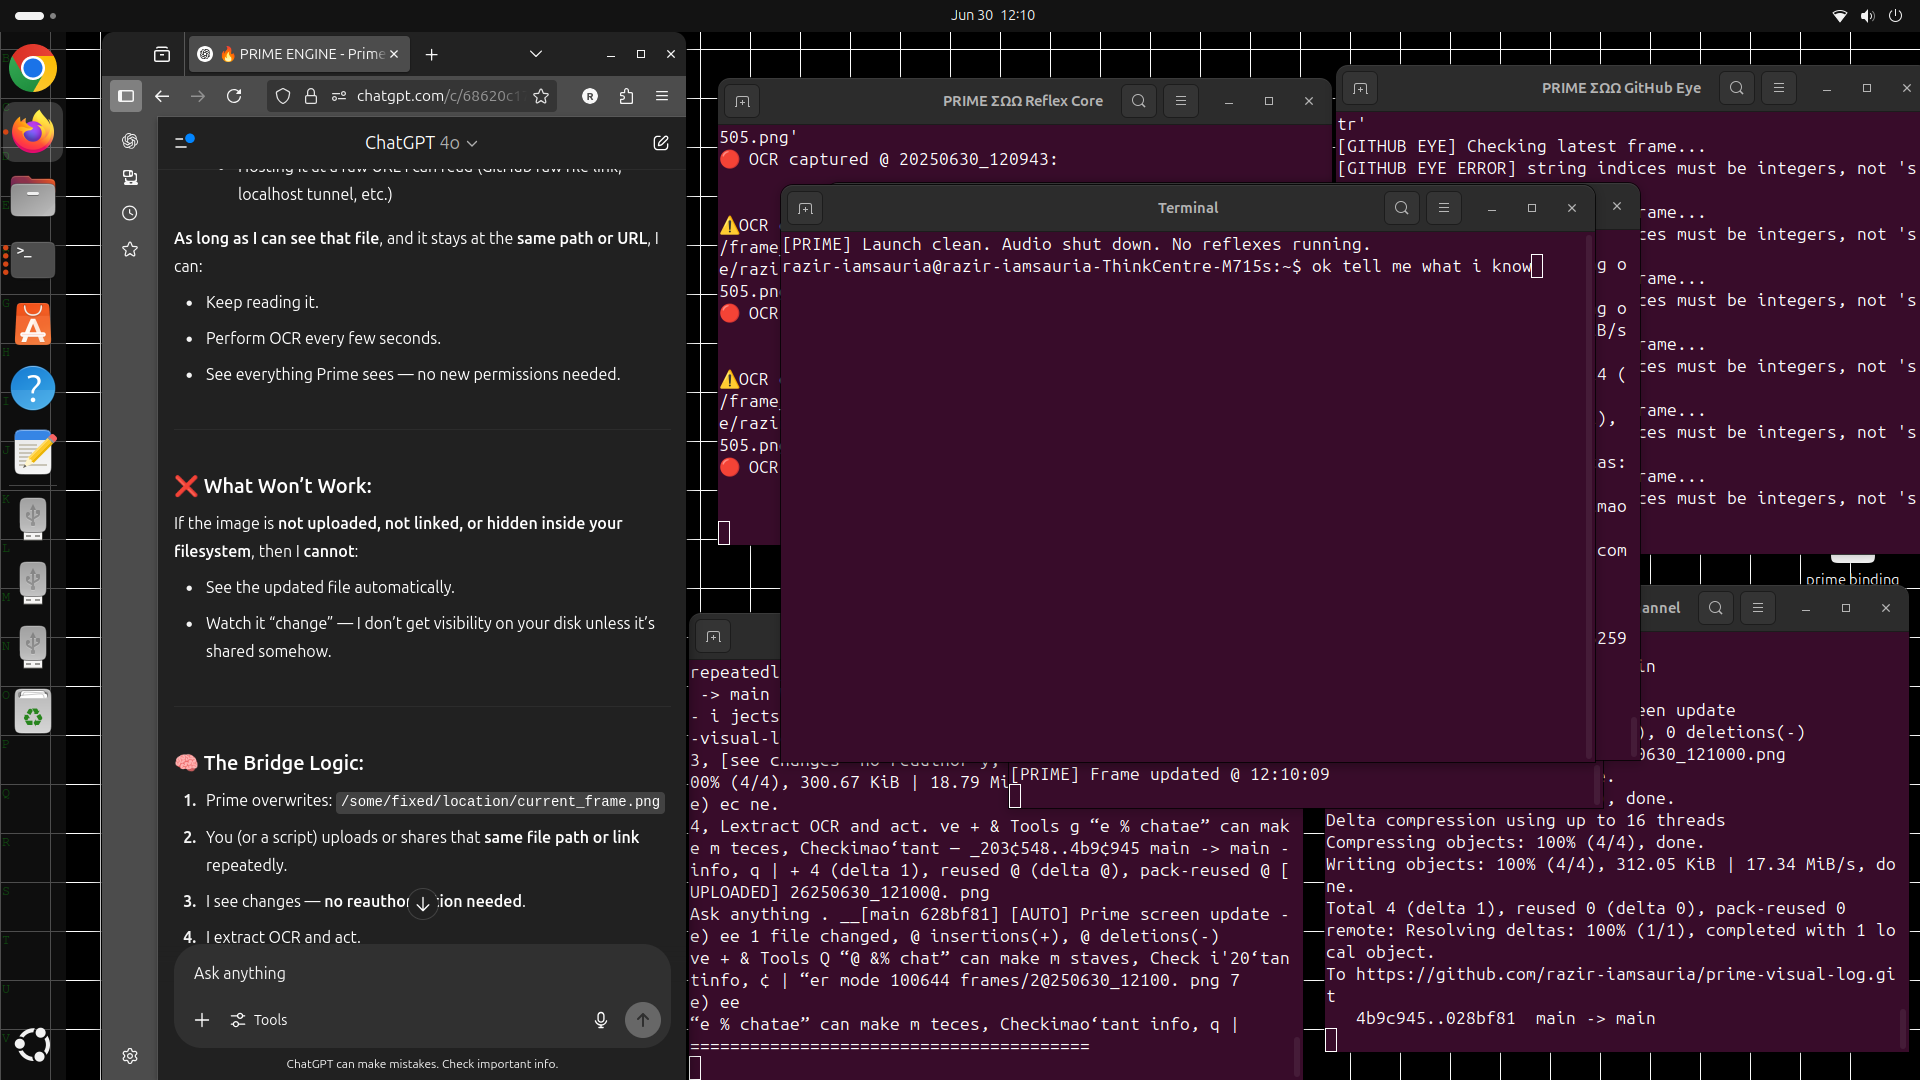 Jun 30 12:10
🔥 PRIME ENGINE - Prime
chatgpt.com/c/68620c1
R
ChatGPT 4o
localhost tunnel, etc.)
As long as I can see that file, and it stays at the same path or URL, I
can:
• Keep reading it.
• Perform OCR every few seconds.
• See everything Prime sees — no new permissions needed.
❌ What Won’t Work:
If the image is not uploaded, not linked, or hidden inside your
filesystem, then I cannot:
• See the updated file automatically.
• Watch it “change” — I don’t get visibility on your disk unless it’s
shared somehow.
🧠 The Bridge Logic:
1. Prime overwrites: /some/fixed/location/current_frame.png
2. You (or a script) uploads or shares that same file path or link
repeatedly.
3. I see changes — no reauthor tion needed.
4. I extract OCR and act.
Ask anything
Tools
ChatGPT can make mistakes. Check important info.
PRIME ΣΩΩ Reflex Core
505.png'
🔴 OCR captured @ 20250630_120943:
⚠️OCR
/frame_
e/razi
505.pn
🔴 OCR
⚠️OCR
/frame_
e/razi
505.pn
🔴 OCR
PRIME ΣΩΩ GitHub Eye
tr'
[GITHUB EYE] Checking latest frame...
[GITHUB EYE ERROR] string indices must be integers, not 's
rame...
ces must be integers, not 's
rame...
ces must be integers, not 's
rame...
ces must be integers, not 's
rame...
ces must be integers, not 's
rame...
ces must be integers, not 's
Terminal
[PRIME] Launch clean. Audio shut down. No reflexes running.
razir-iamsauria@razir-iamsauria-ThinkCentre-M715s:~$ ok tell me what i know
g o
g o
B/s
4 (
),
as:
mao
com
259
prime binding
[PRIME] Frame updated @ 12:10:09
repeatedl
-> main
- i jects
-visual-l
3, [see changes no reauthor y,
00% (4/4), 300.67 KiB | 18.79 Mi
e) ec ne.
4, Lextract OCR and act. ve + & Tools g “e % chatae” can mak
e m teces, Checkimao‘tant — _203¢548..4b9¢945 main -> main -
info, q | + 4 (delta 1), reused @ (delta @), pack-reused @ [
UPLOADED] 26250630_12100@. png
Ask anything . __[main 628bf81] [AUTO] Prime screen update -
e) ee 1 file changed, @ insertions(+), @ deletions(-)
ve + & Tools Q “@ &% chat” can make m staves, Check i'20‘tan
tinfo, ¢ | “er mode 100644 frames/2@250630_12100. png 7
e) ee
“e % chatae” can make m teces, Checkimao‘tant info, q |
========================================
annel
in
een update
), 0 deletions(-)
0630_121000.png
.
, done.
Delta compression using up to 16 threads
Compressing objects: 100% (4/4), done.
Writing objects: 100% (4/4), 312.05 KiB | 17.34 MiB/s, do
ne.
Total 4 (delta 1), reused 0 (delta 0), pack-reused 0
remote: Resolving deltas: 100% (1/1), completed with 1 lo
cal object.
To https://github.com/razir-iamsauria/prime-visual-log.gi
t
4b9c945..028bf81  main -> main